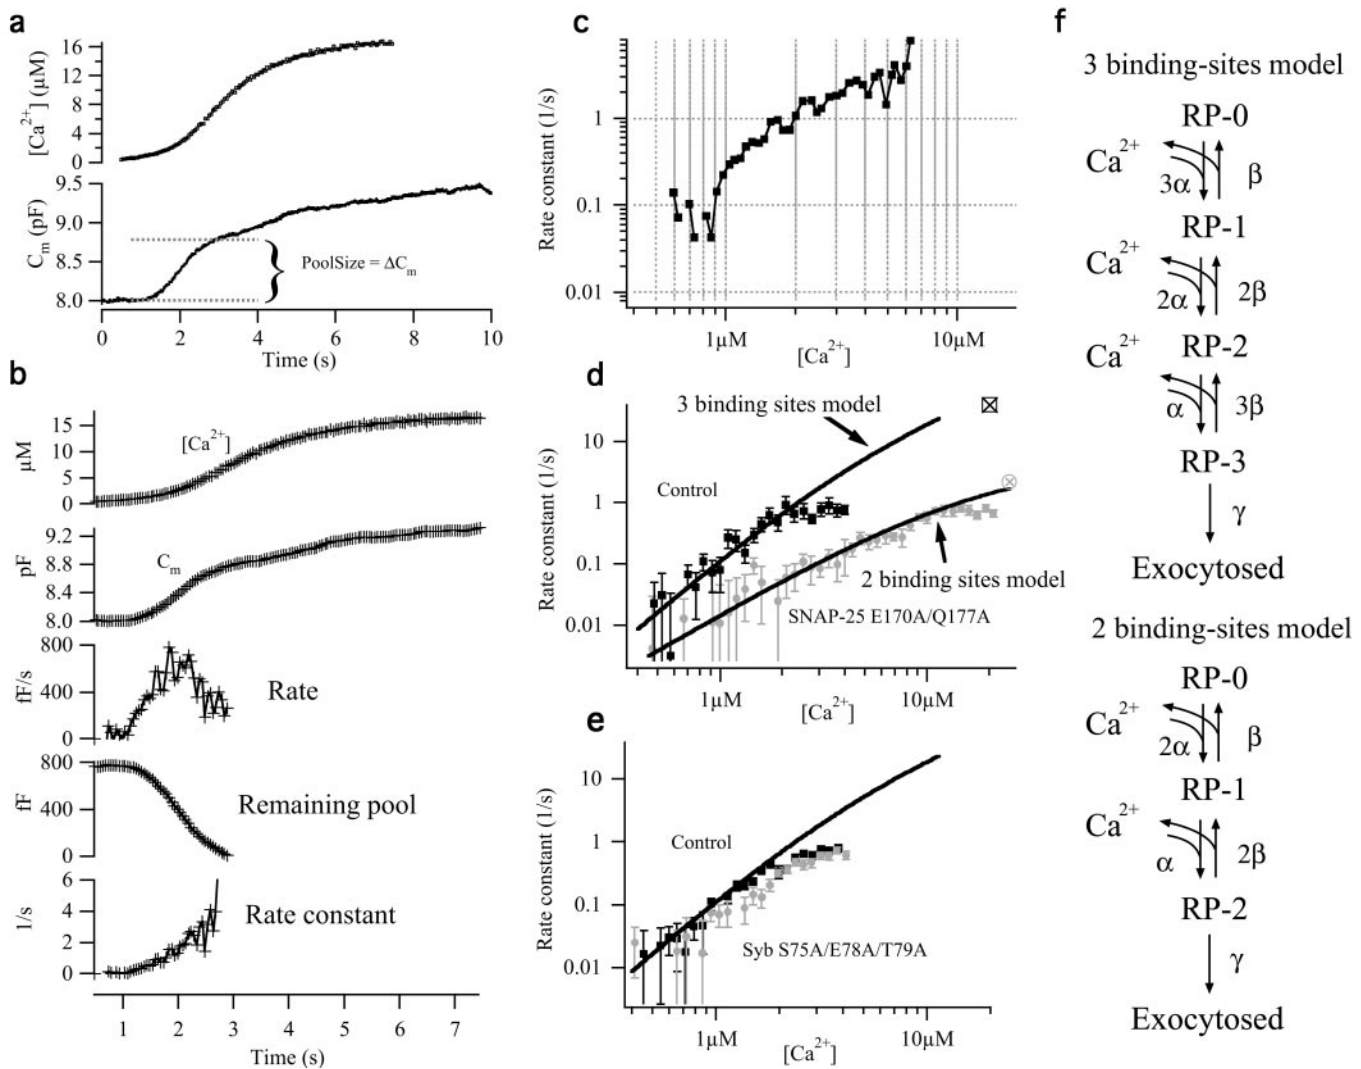 a
[Ca2+] (µM)
16
12
8
4
0
Cm (pF)
9.5
9.0
8.5
8.0
PoolSize = ΔCm
0
2
4
6
8
10
Time (s)
b
µM
15
10
5
0
[Ca2+]
pF
9.2
8.8
8.4
8.0
Cm
fF/s
800
400
0
Rate
fF
800
400
0
Remaining pool
1/s
6
4
2
0
Rate constant
1
2
3
4
5
6
7
Time (s)
c
Rate constant (1/s)
1
0.1
0.01
1µM
10µM
[Ca2+]
d
Rate constant (1/s)
10
1
0.1
0.01
3 binding sites model
Control
2 binding sites model
SNAP-25 E170A/Q177A
1µM
10µM
[Ca2+]
e
Rate constant (1/s)
10
1
0.1
0.01
Control
Syb S75A/E78A/T79A
1µM
10µM
[Ca2+]
f
3 binding-sites model
RP-0
Ca2+
3α
β
RP-1
Ca2+
2α
2β
RP-2
Ca2+
α
3β
RP-3
γ
Exocytosed
2 binding-sites model
RP-0
Ca2+
2α
β
RP-1
Ca2+
α
2β
RP-2
γ
Exocytosed